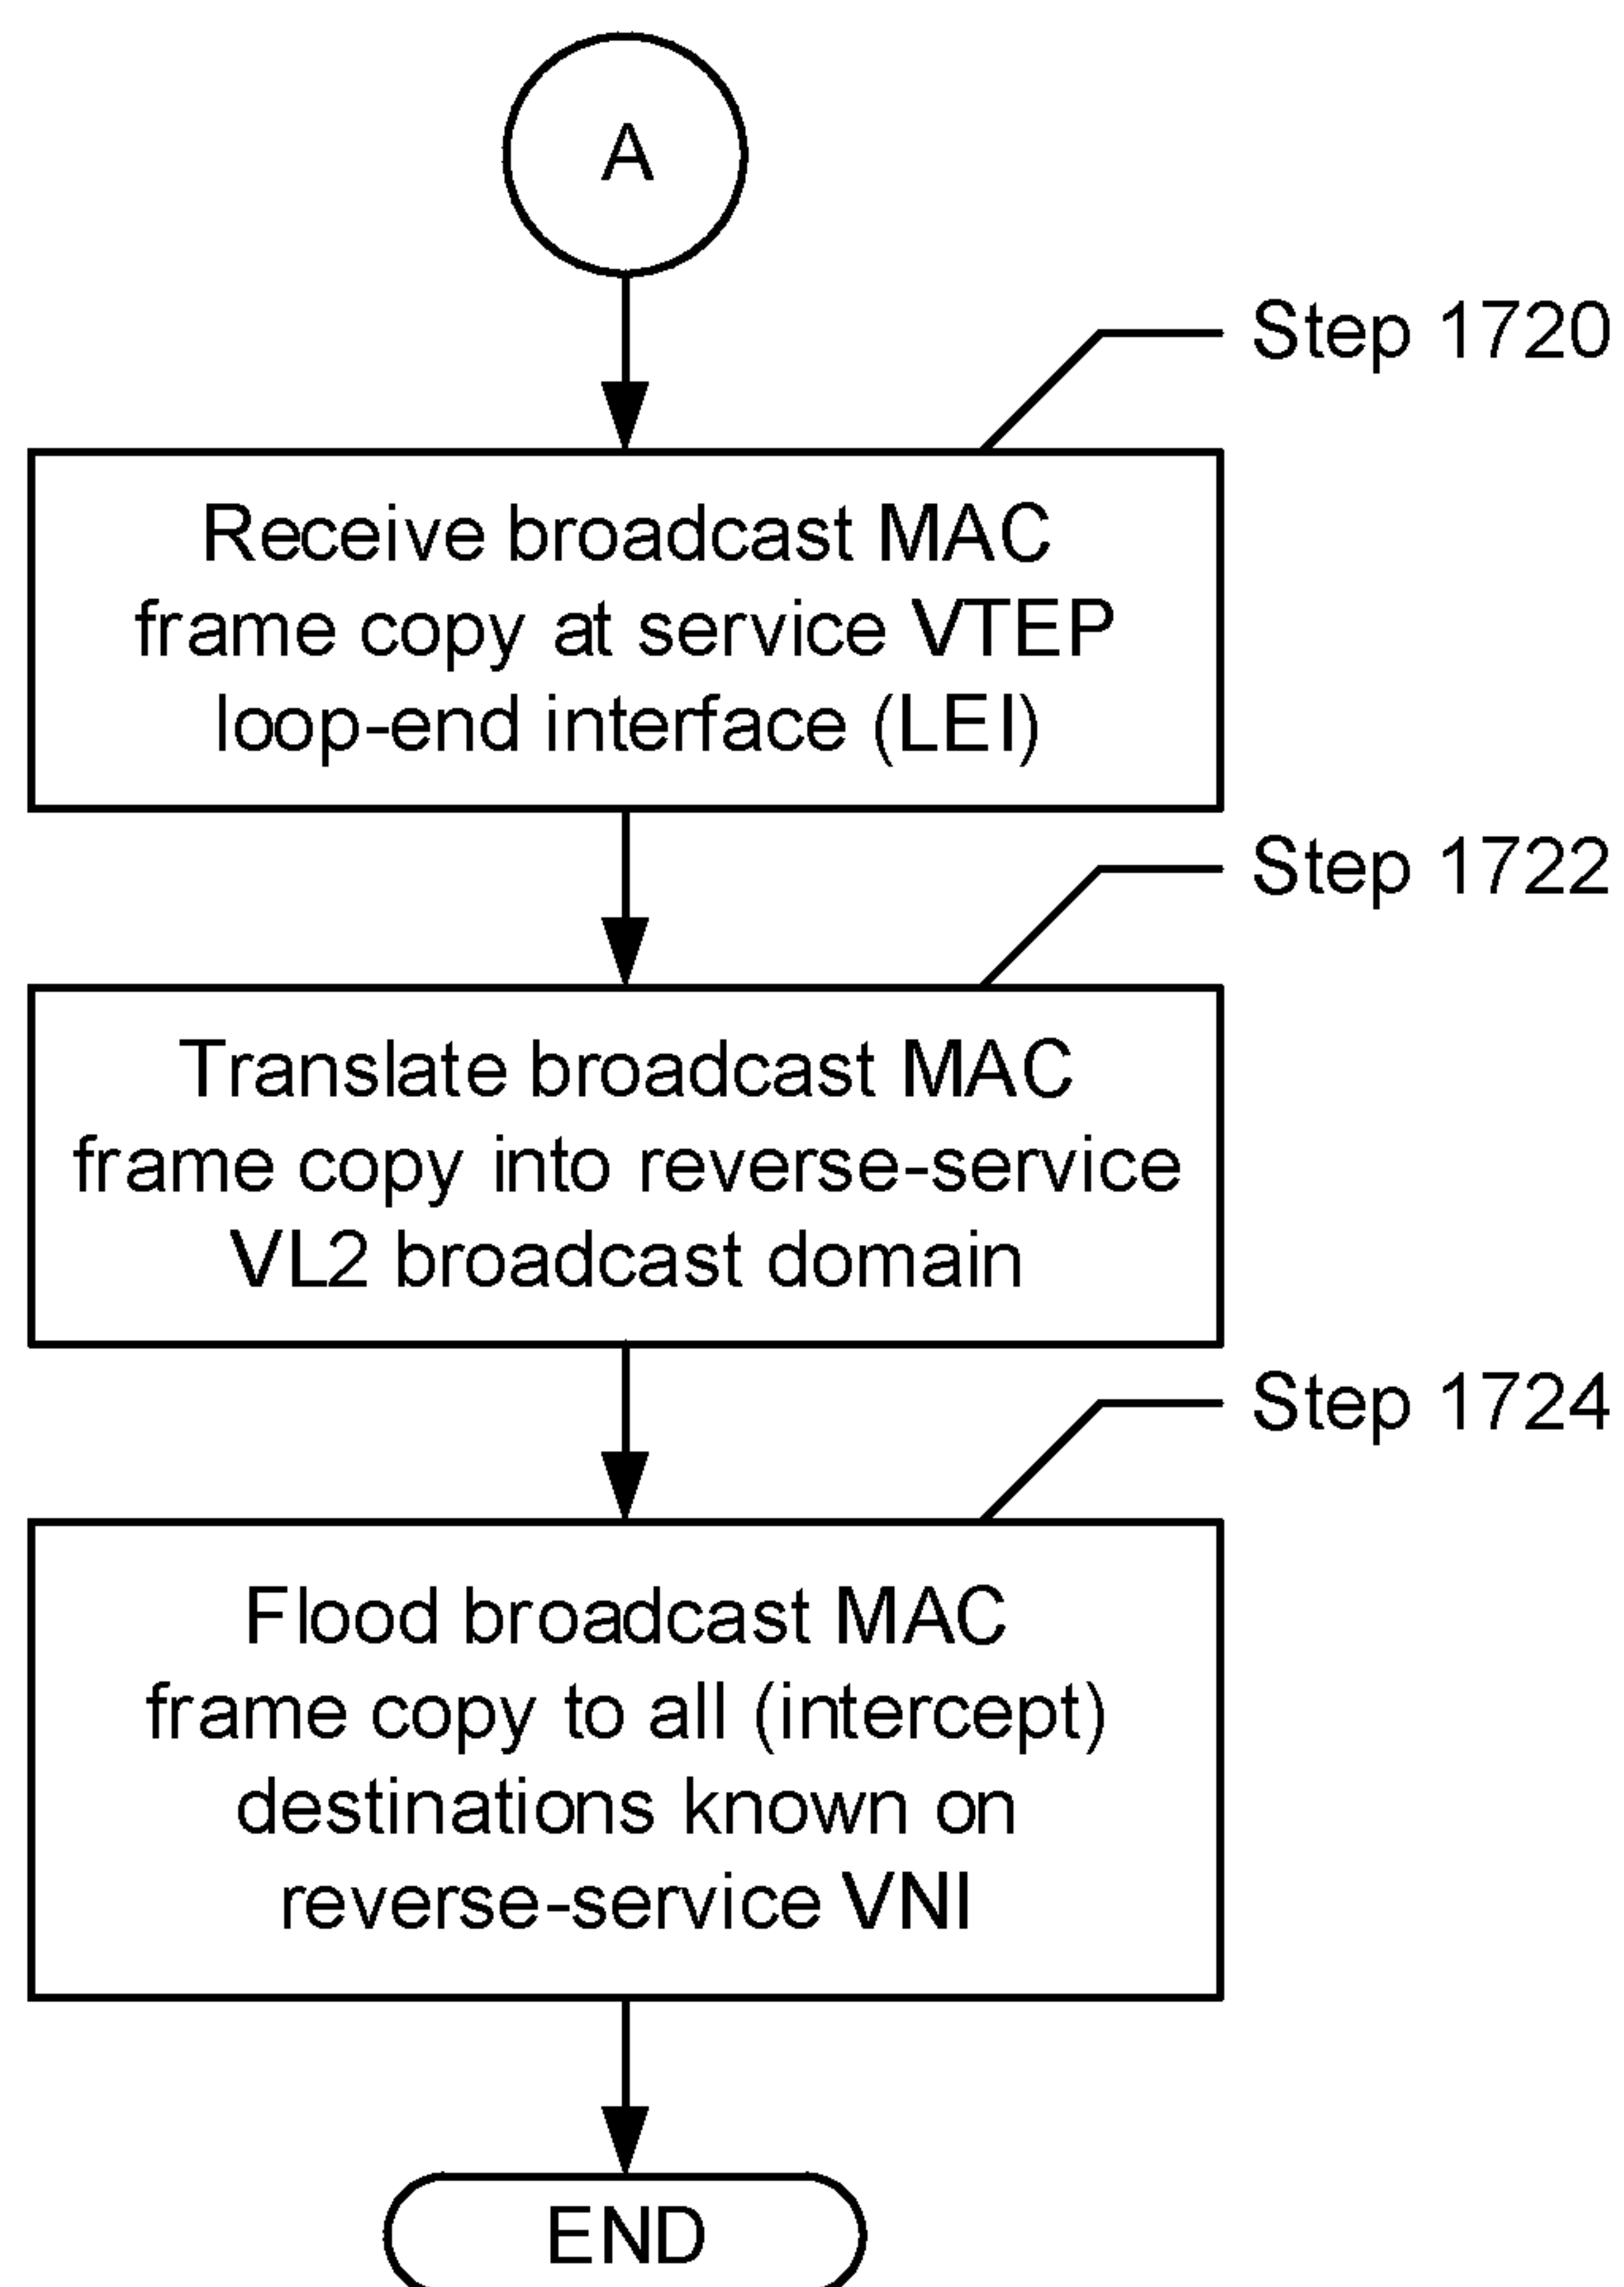 A
Step 1720
Receive broadcast MAC
frame copy at service VTEP
loop-end interface (LEI)
Step 1722
Translate broadcast MAC
frame copy into reverse-service
VL2 broadcast domain
Step 1724
Flood broadcast MAC
frame copy to all (intercept)
destinations known on
reverse-service VNI
END